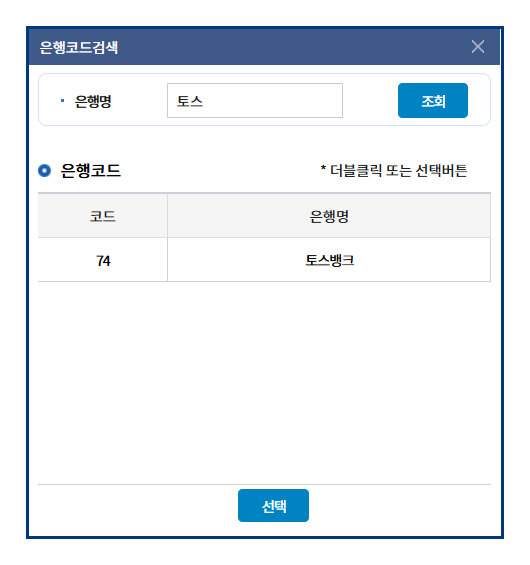 은행코드검색
은행명 토스 조회
은행코드 * 더블클릭 또는 선택버튼
코드 은행명
74 토스뱅크
선택